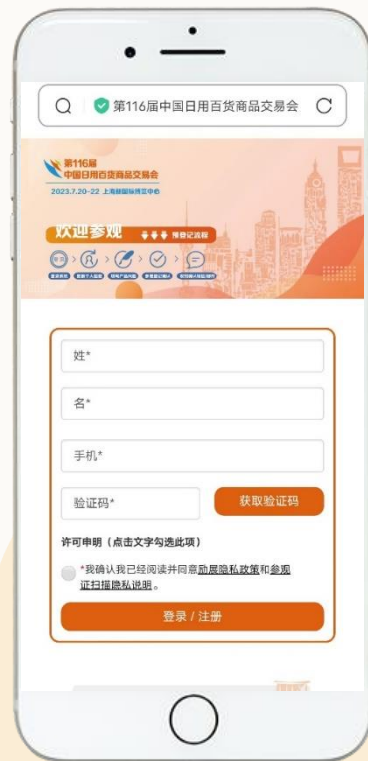 第116届中国日用百货商品交易会
第116届
中国日用百货商品交易会
2023.7.20-22 上海新国际博览中心
欢迎参观 预登记流程
姓*
名*
手机*
验证码* 获取验证码
许可申明（点击文字勾选此项）
*我确认我已经阅读并同意励展隐私政策和参观
证扫描隐私说明。
登录 / 注册